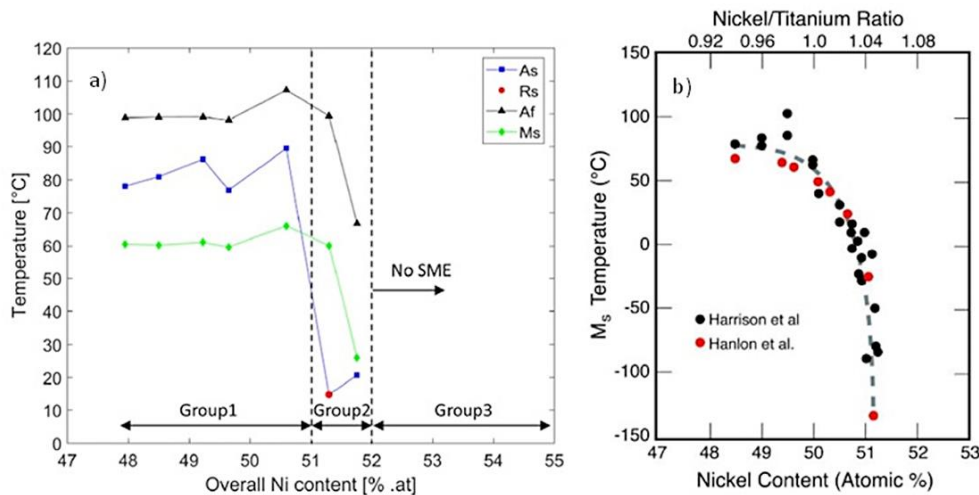 a)
120
110
100
90
80
70
60
50
40
30
20
10
0
Temperature [°C]
As
Rs
Af
Ms
No SME
Group1
Group2
Group3
47 48 49 50 51 52 53 54 55
Overall Ni content [% .at]
Nickel/Titanium Ratio
0.92 0.96 1.0 1.04 1.08
b)
150
100
50
0
-50
-100
-150
Ms Temperature (°C)
Harrison et al
Hanlon et al.
47 48 49 50 51 52 53
Nickel Content (Atomic %)